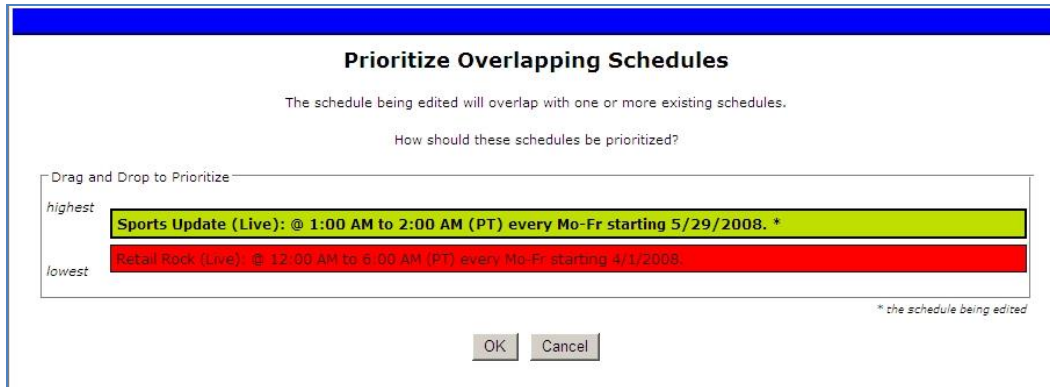 Prioritize Overlapping Schedules
The schedule being edited will overlap with one or more existing schedules.
How should these schedules be prioritized?
Drag and Drop to Prioritize
highest
Sports Update (Live): @ 1:00 AM to 2:00 AM (PT) every Mo-Fr starting 5/29/2008. *
Retail Rock (Live): @ 12:00 AM to 6:00 AM (PT) every Mo-Fr starting 4/1/2008.
lowest
* the schedule being edited
OK Cancel